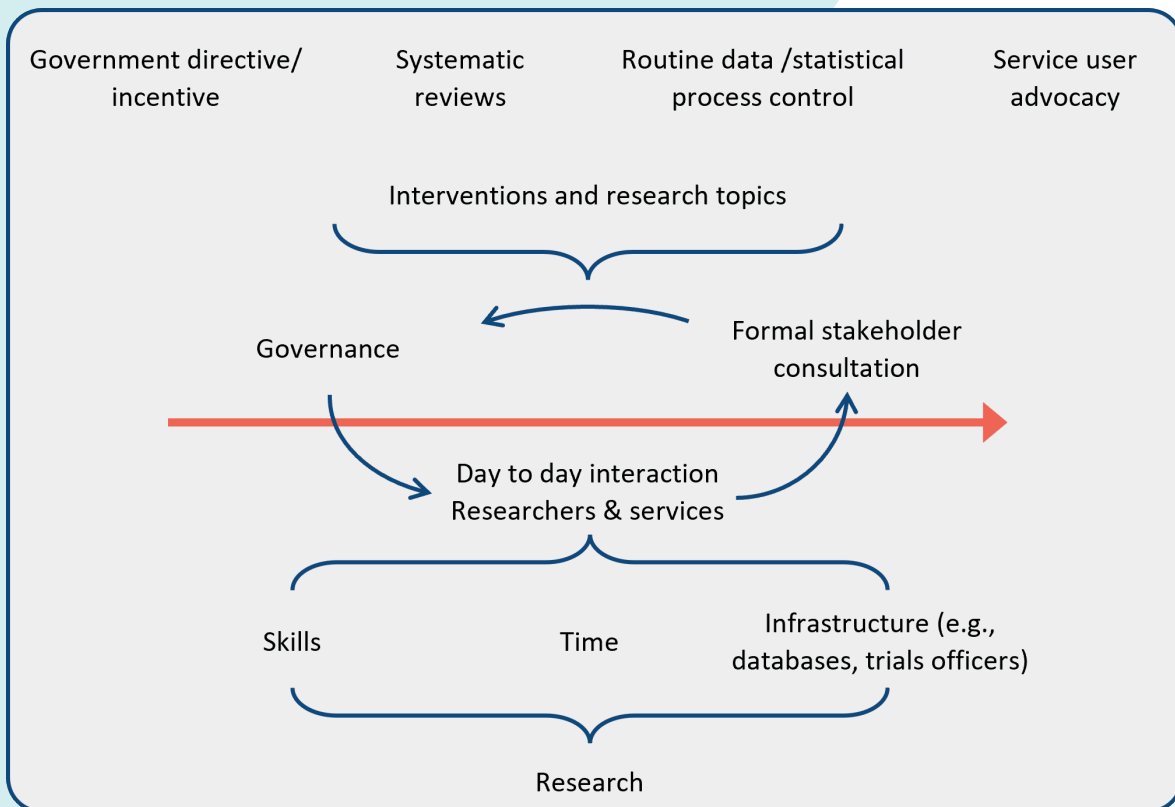 Government directive/
incentive
Systematic
reviews
Routine data /statistical
process control
Service user
advocacy
Interventions and research topics
Governance
Formal stakeholder
consultation
Day to day interaction
Researchers & services
Skills
Time
Infrastructure (e.g.,
databases, trials officers)
Research